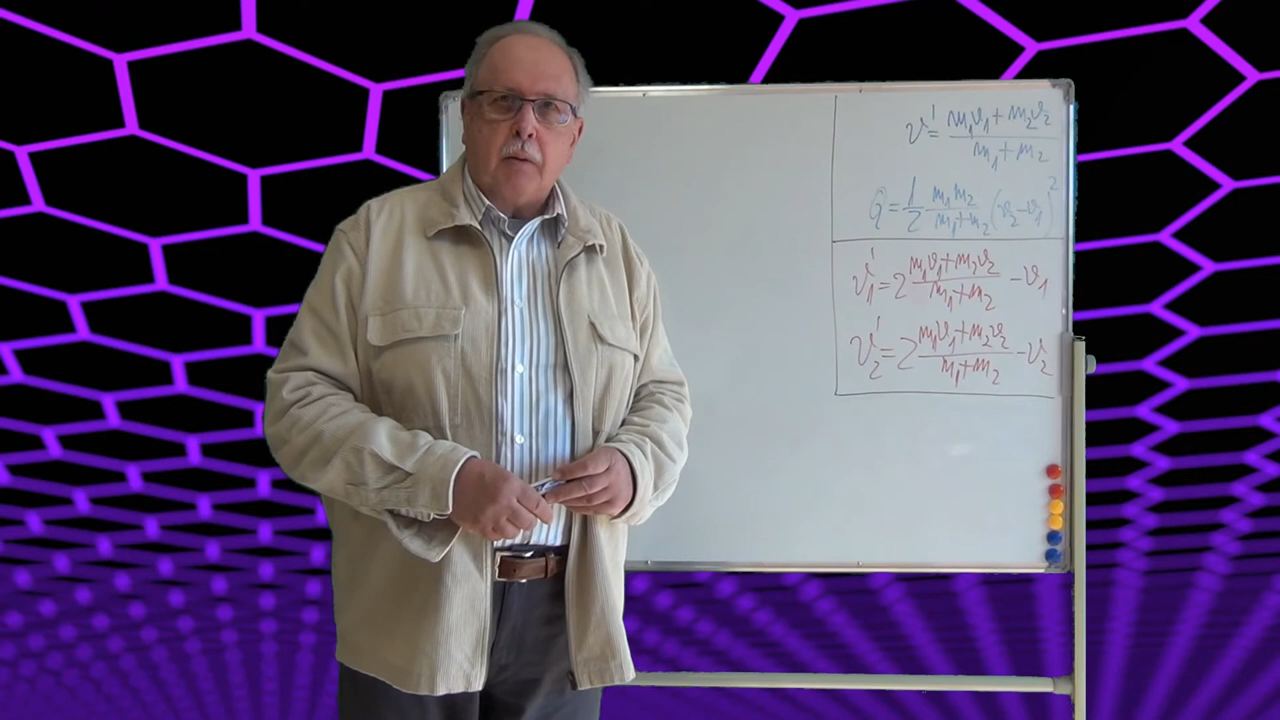 v' = (m₁v₁ + m₂v₂)/(m₁ + m₂)
Q = 1/2 m₁m₂/(m₁ + m₂) (v₂ − v₁)²
v₁' = 2 (m₁v₁ + m₂v₂)/(m₁ + m₂) − v₁
v₂' = 2 (m₁v₁ + m₂v₂)/(m₁ + m₂) − v₂